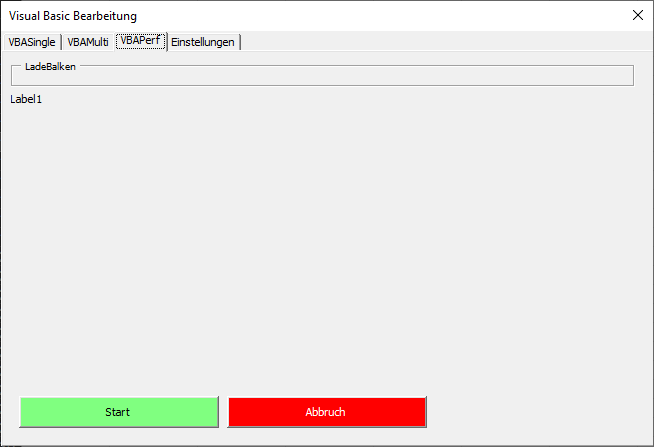 Visual Basic Bearbeitung
VBASingle VBAMulti VBAPerf Einstellungen
LadeBalken
Label1
Start Abbruch